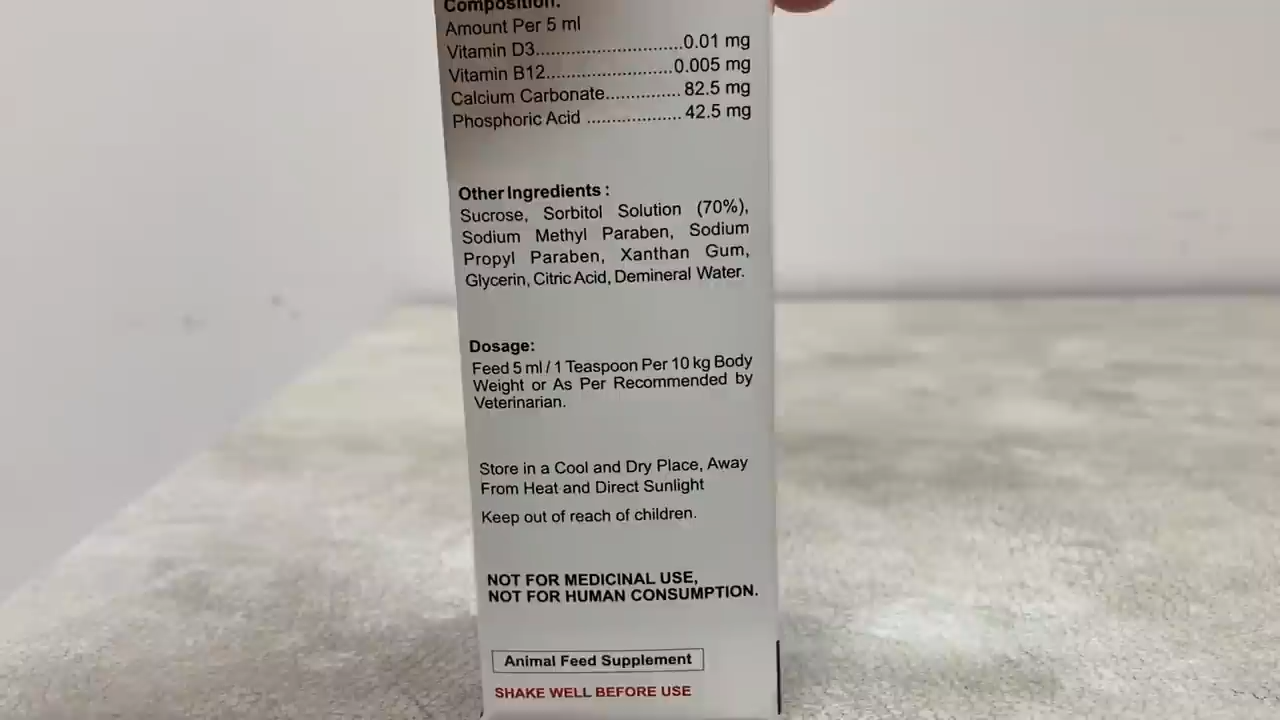 Composition:
Amount Per 5 ml
Vitamin D3..............................0.01 mg
Vitamin B12..........................0.005 mg
Calcium Carbonate............... 82.5 mg
Phosphoric Acid ................... 42.5 mg
Other Ingredients :
Sucrose, Sorbitol Solution (70%),
Sodium Methyl Paraben, Sodium
Propyl Paraben, Xanthan Gum,
Glycerin, Citric Acid, Demineral Water.
Dosage:
Feed 5 ml / 1 Teaspoon Per 10 kg Body
Weight or As Per Recommended by
Veterinarian.
Store in a Cool and Dry Place, Away
From Heat and Direct Sunlight
Keep out of reach of children.
NOT FOR MEDICINAL USE,
NOT FOR HUMAN CONSUMPTION.
Animal Feed Supplement
SHAKE WELL BEFORE USE